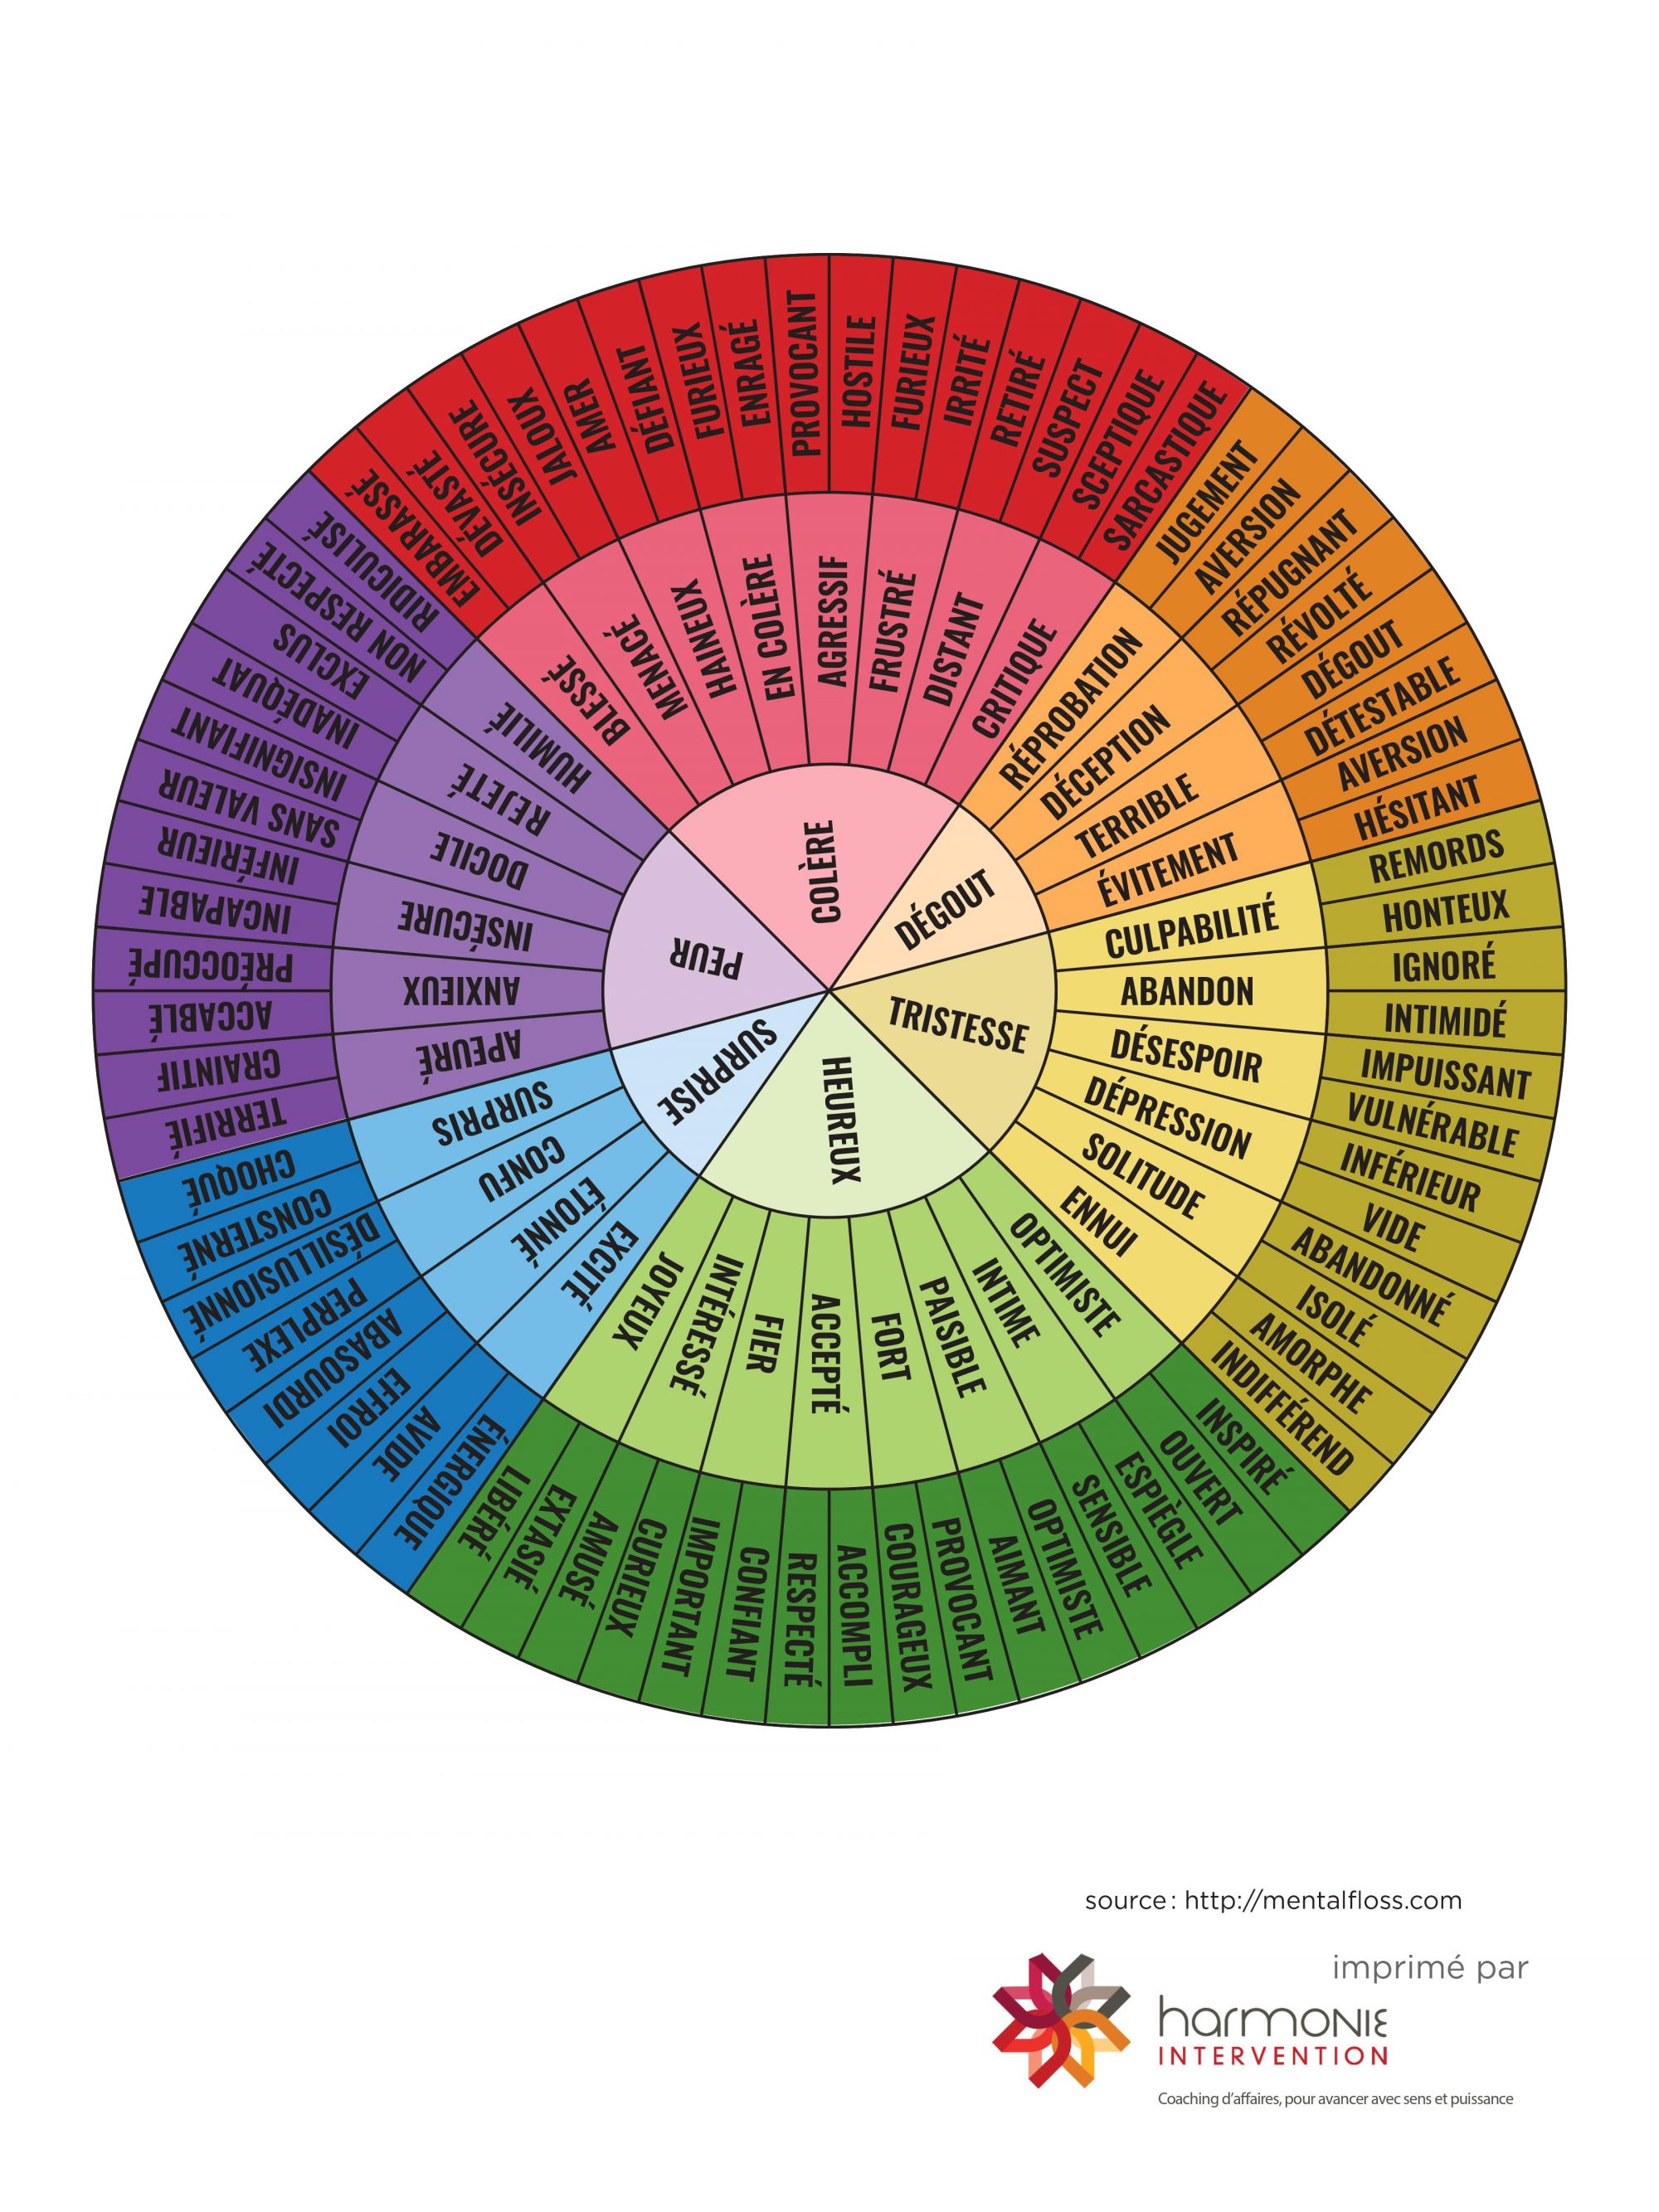 COLÈRE
DÉGOUT
TRISTESSE
HEUREUX
SURPRISE
PEUR
BLESSÉ
MENACÉ
HAINEUX
EN COLÈRE
AGRESSIF
FRUSTRÉ
DISTANT
CRITIQUE
RÉPROBATION
DÉCEPTION
TERRIBLE
ÉVITEMENT
CULPABILITÉ
ABANDON
DÉSESPOIR
DÉPRESSION
SOLITUDE
ENNUI
OPTIMISTE
INTIME
PAISIBLE
FORT
ACCEPTÉ
FIER
INTÉRESSÉ
JOYEUX
EXCITÉ
ÉTONNÉ
CONFU
SURPRIS
APEURÉ
ANXIEUX
INSÉCURE
DOCILE
REJETÉ
HUMILIÉ
EMBARASSÉ
DÉVASTÉ
INSÉCURE
JALOUX
AMER
DÉFIANT
FURIEUX
ENRAGÉ
PROVOCANT
HOSTILE
FURIEUX
IRRITÉ
RETIRÉ
SUSPECT
SCEPTIQUE
SARCASTIQUE
JUGEMENT
AVERSION
RÉPUGNANT
RÉVOLTÉ
DÉGOUT
DÉTESTABLE
AVERSION
HÉSITANT
REMORDS
HONTEUX
IGNORÉ
INTIMIDÉ
IMPUISSANT
VULNÉRABLE
INFÉRIEUR
VIDE
ABANDONNÉ
ISOLÉ
AMORPHE
INDIFFÉREND
INSPIRÉ
OUVERT
ESPIÈGLE
SENSIBLE
OPTIMISTE
AIMANT
PROVOCANT
COURAGEUX
ACCOMPLI
RESPECTÉ
CONFIANT
IMPORTANT
CURIEUX
AMUSÉ
EXTASIÉ
LIBÉRÉ
ÉNERGIQUE
AVIDE
EFFROI
ABASOURDI
PERPLEXE
DÉSILLUSIONNÉ
CONSTERNÉ
CHOQUÉ
TERRIFIÉ
CRAINTIF
ACCABLÉ
PRÉOCCUPÉ
INCAPABLE
INFÉRIEUR
SANS VALEUR
INSIGNIFIANT
INADÉQUAT
EXCLUS
NON RESPECTÉ
RIDICULISÉ
source : http://mentalfloss.com
imprimé par
harmonie
INTERVENTION
Coaching d'affaires, pour avancer avec sens et puissance